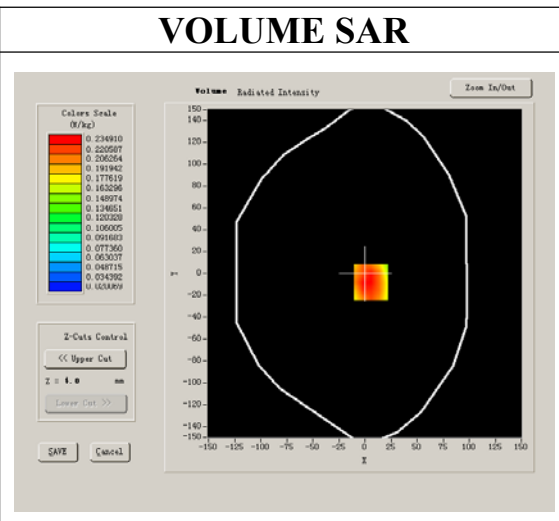 VOLUME SAR
Volume Radiated Intensity
Zoom In/Out
Colors Scale
(W/kg)
0.234910
0.220587
0.206264
0.191942
0.177619
0.163296
0.148974
0.134651
0.120328
0.106005
0.091683
0.077360
0.063037
0.048715
0.034392
0.020069
Z-Cuts Control
<< Upper Cut
Z = 4.0 mm
Lower Cut >>
SAVE Cancel
150
140
120
100
80
60
40
20
0
-20
-40
-60
-80
-100
-120
-140
-150
Y
-150 -125 -100 -75 -50 -25 0 25 50 75 100 125 150
X